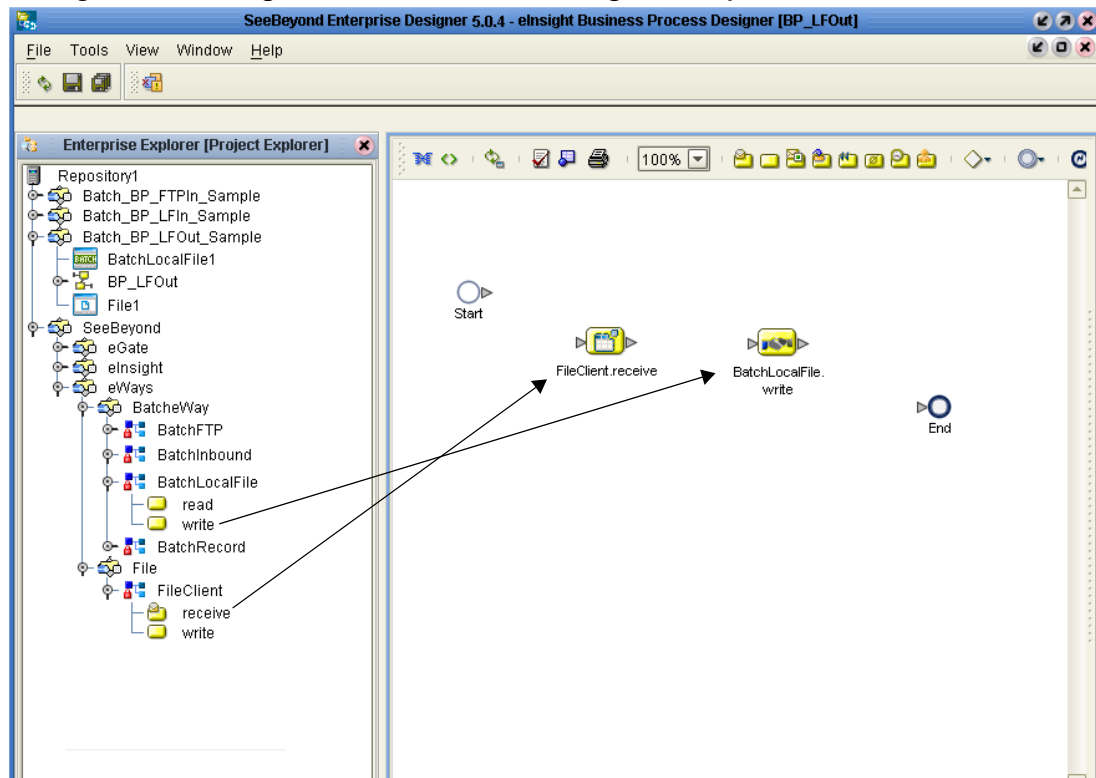 SeeBeyond Enterprise Designer 5.0.4 - eInsight Business Process Designer [BP_LFOut]
File Tools View Window Help
Enterprise Explorer [Project Explorer]
100%
Repository1
Batch_BP_FTPIn_Sample
Batch_BP_LFIn_Sample
Batch_BP_LFOut_Sample
BATCH
BatchLocalFile1
BP_LFOut
File1
SeeBeyond
eGate
eInsight
eWays
BatcheWay
BatchFTP
BatchInbound
BatchLocalFile
read
write
BatchRecord
File
FileClient
receive
write
Start
FileClient.receive
BatchLocalFile.
write
End